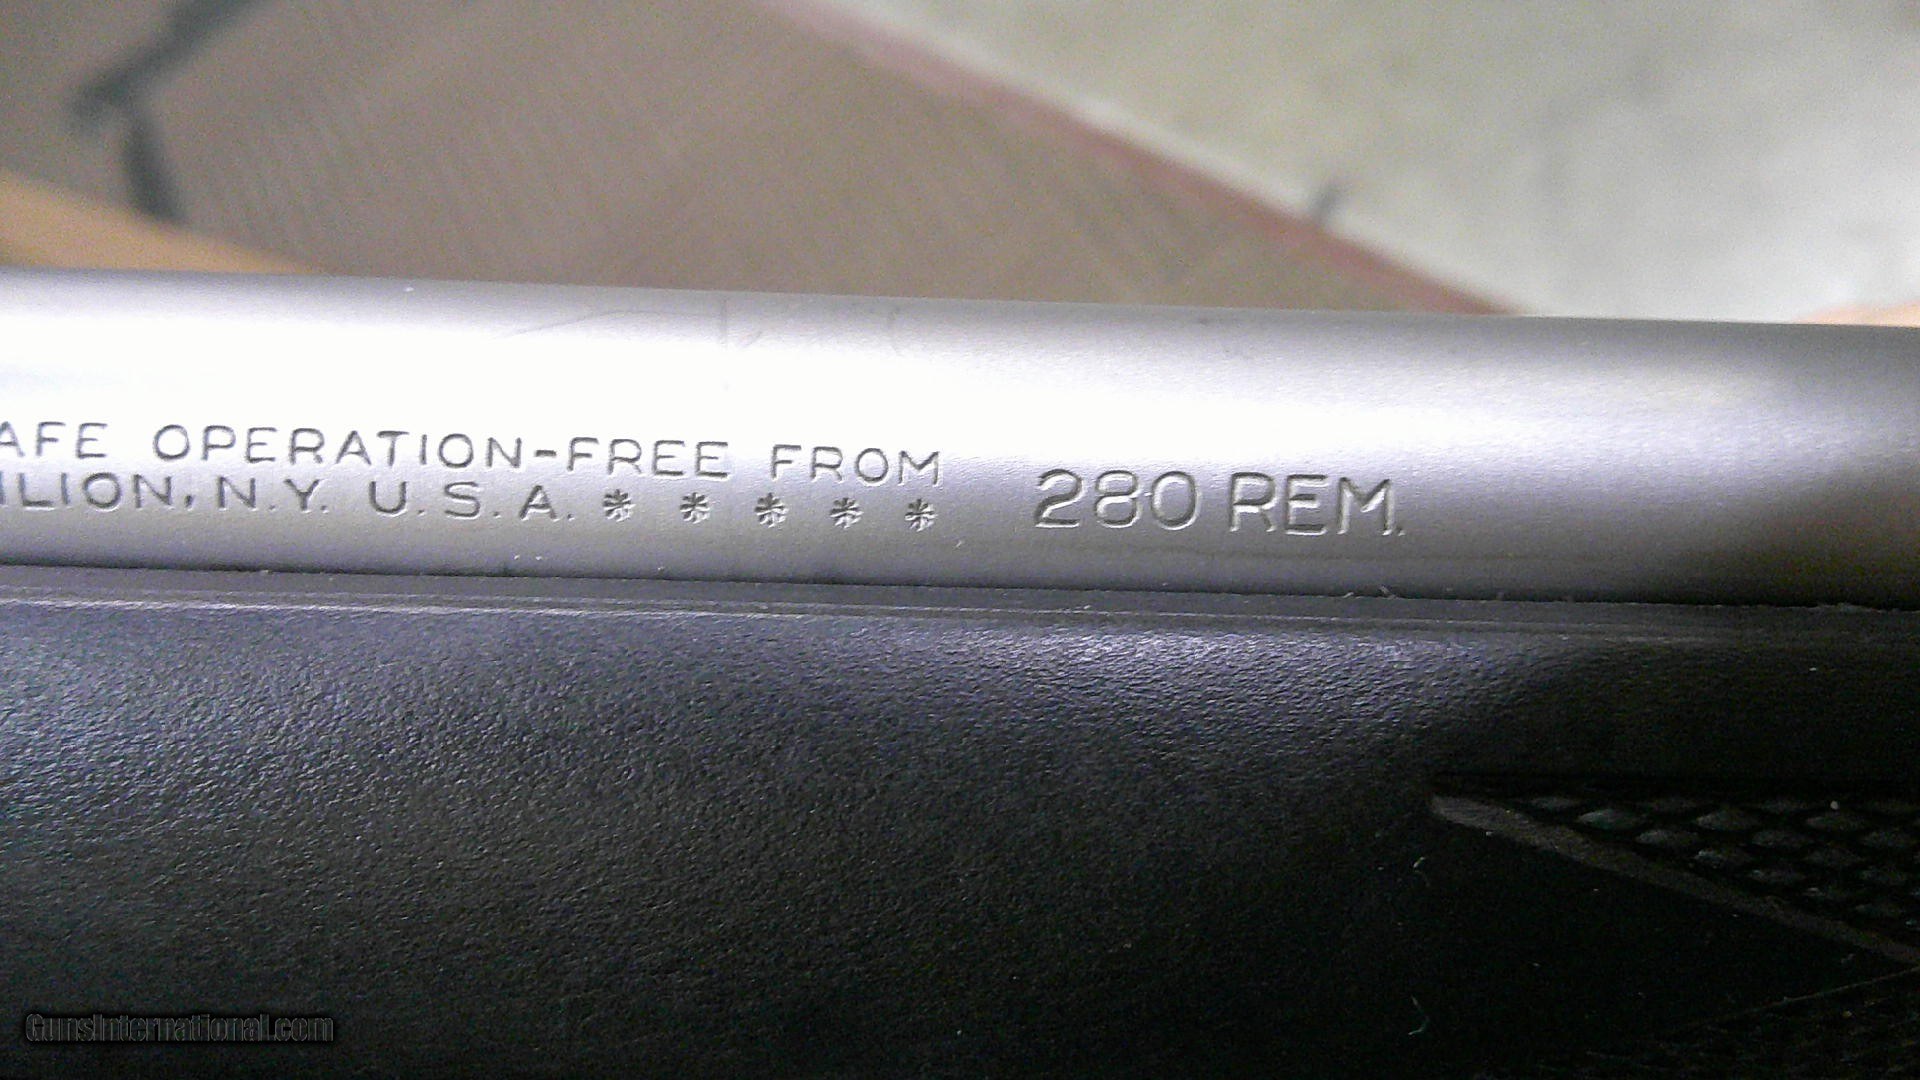 AFE OPERATION-FREE FROM
ILION, N.Y. U.S.A. * * * * *
280 REM.
GunsInternational.com